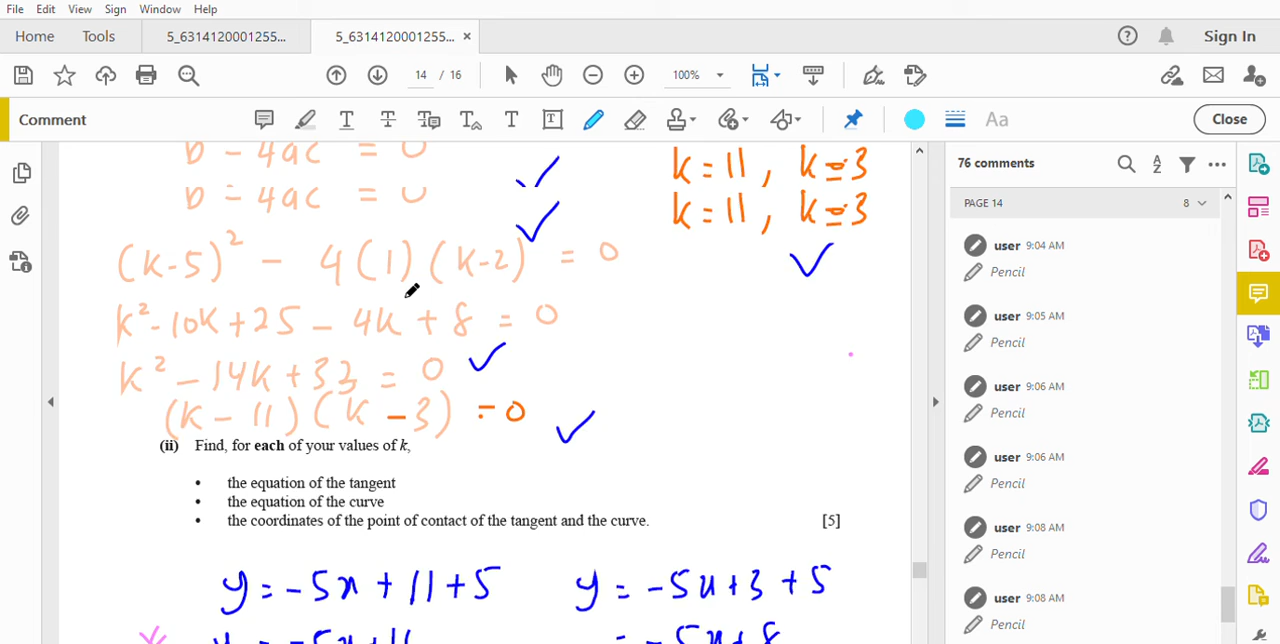 File Edit View Sign Window Help
Home Tools 5_6314120001255... 5_6314120001255... × Sign In
14 / 16 100%
Comment Aa Close
b - 4ac = 0
k=11, k=3
b - 4ac = 0
k=11, k=3
(k-5)² - 4(1)(k-2) = 0
k²-10k+25 - 4k + 8 = 0
k² - 14k + 33 = 0
(k-11)(k-3) = 0
(ii) Find, for each of your values of k,
• the equation of the tangent
• the equation of the curve
• the coordinates of the point of contact of the tangent and the curve. [5]
y = -5x + 11 + 5 y = -5x + 3 + 5
y = -5x + 16 = -5x + 8
76 comments
PAGE 14 8
user 9:04 AM
Pencil
user 9:05 AM
Pencil
user 9:06 AM
Pencil
user 9:06 AM
Pencil
user 9:08 AM
Pencil
user 9:08 AM
Pencil